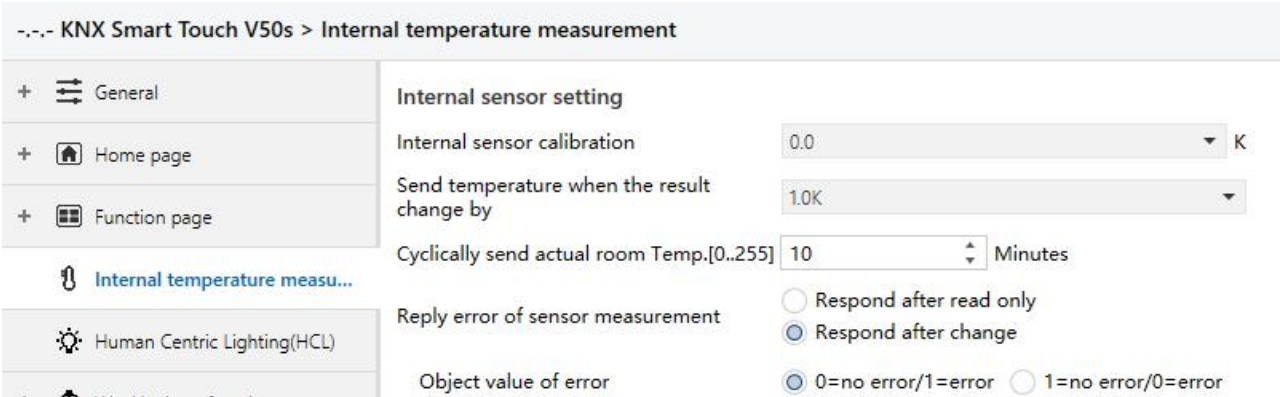 -.-.- KNX Smart Touch V50s > Internal temperature measurement
+ General
+ Home page
+ Function page
Internal temperature measu...
Human Centric Lighting(HCL)
Internal sensor setting
Internal sensor calibration 0.0 K
Send temperature when the result
change by 1.0K
Cyclically send actual room Temp.[0..255] 10 Minutes
Reply error of sensor measurement
Respond after read only
Respond after change
Object value of error 0=no error/1=error 1=no error/0=error